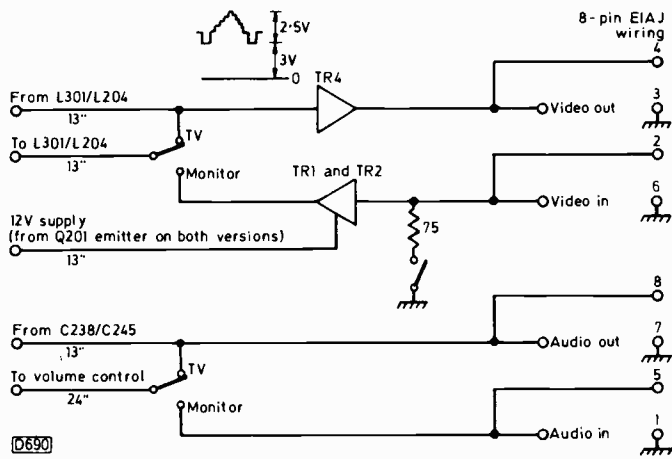 2·5V
3V
0
8-pin EIAJ
wiring
4
From L301/L204
13"
TR4
Video out
3
TV
To L301/L204
13"
2
Monitor
TR1 and TR2
Video in
6
12V supply
(from Q201 emitter on both versions)
13"
75
8
From C238/C245
13"
Audio out
7
TV
To volume control
24"
5
Monitor
Audio in
1
D690